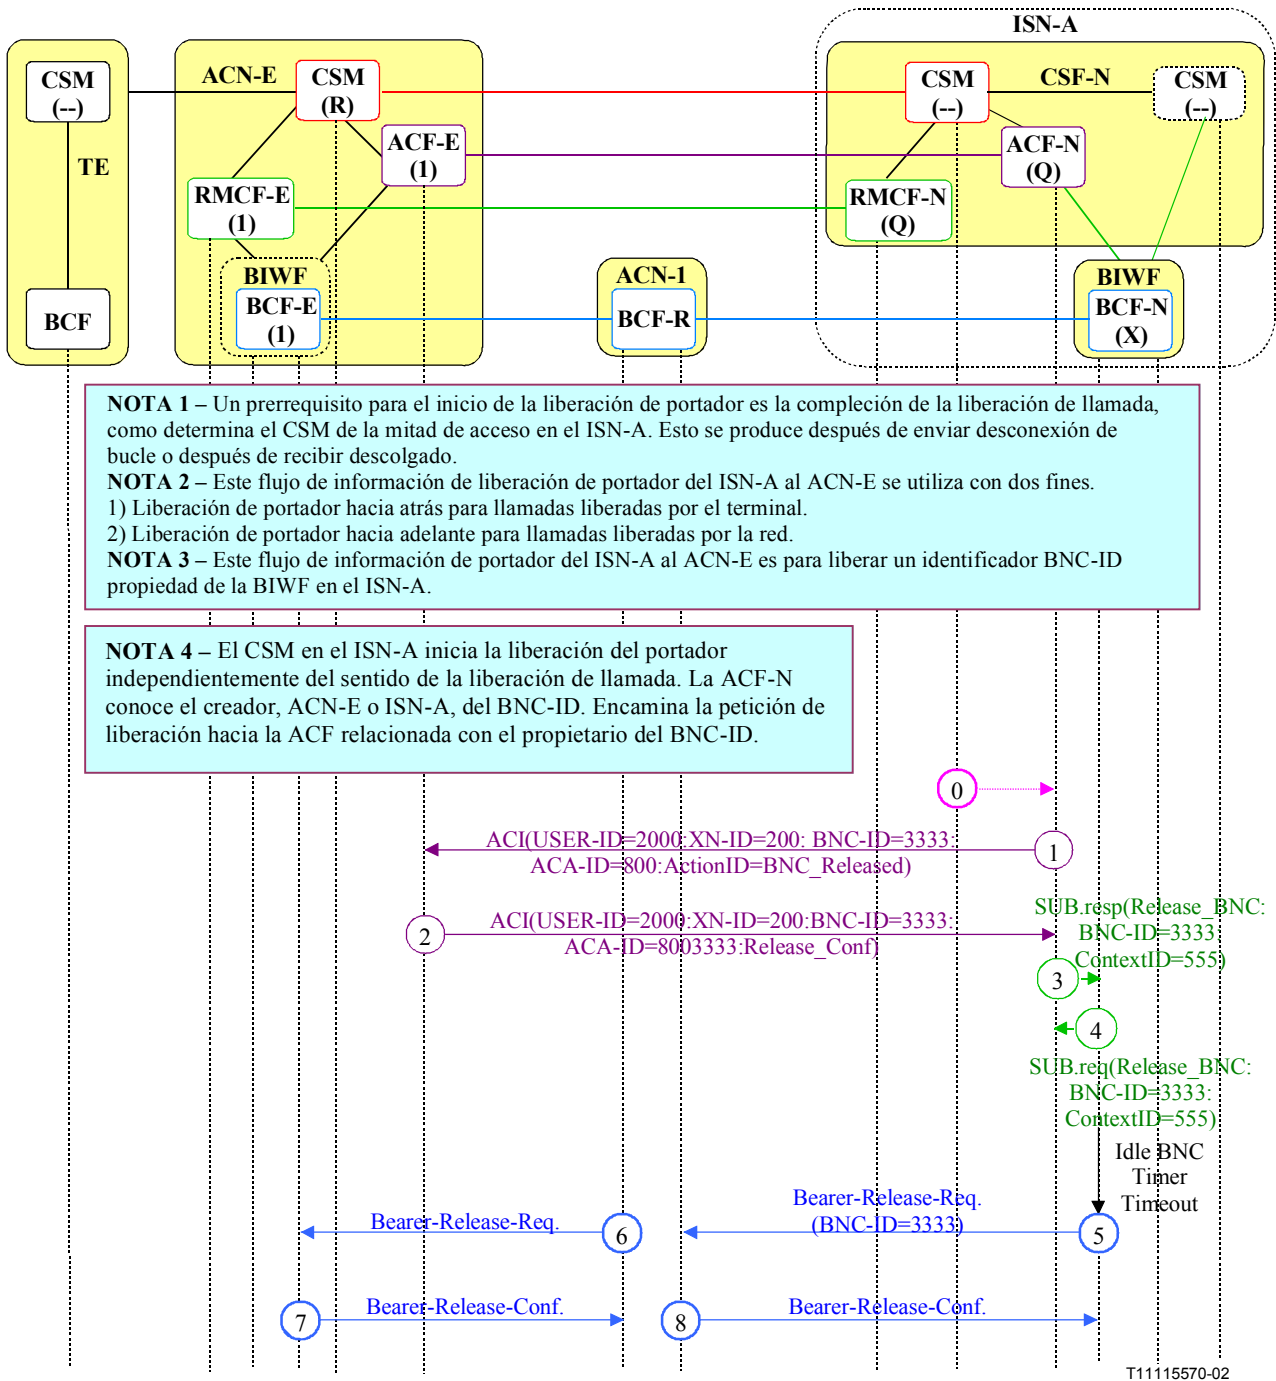 ISN-A
CSM
(--)
TE
BCF
ACN-E
CSM
(R)
ACF-E
(1)
RMCF-E
(1)
BIWF
BCF-E
(1)
ACN-1
BCF-R
CSM
(--)
CSF-N
CSM
(--)
ACF-N
(Q)
RMCF-N
(Q)
BIWF
BCF-N
(X)
NOTA 1 – Un prerrequisito para el inicio de la liberación de portador es la compleción de la liberación de llamada,
como determina el CSM de la mitad de acceso en el ISN-A. Esto se produce después de enviar desconexión de
bucle o después de recibir descolgado.
NOTA 2 – Este flujo de información de liberación de portador del ISN-A al ACN-E se utiliza con dos fines.
1) Liberación de portador hacia atrás para llamadas liberadas por el terminal.
2) Liberación de portador hacia adelante para llamadas liberadas por la red.
NOTA 3 – Este flujo de información de portador del ISN-A al ACN-E es para liberar un identificador BNC-ID
propiedad de la BIWF en el ISN-A.
NOTA 4 – El CSM en el ISN-A inicia la liberación del portador
independientemente del sentido de la liberación de llamada. La ACF-N
conoce el creador, ACN-E o ISN-A, del BNC-ID. Encamina la petición de
liberación hacia la ACF relacionada con el propietario del BNC-ID.
0
ACI(USER-ID=2000:XN-ID=200: BNC-ID=3333:
ACA-ID=800:ActionID=BNC_Released)
1
ACI(USER-ID=2000:XN-ID=200:BNC-ID=3333:
ACA-ID=8003333:Release_Conf)
2
SUB.resp(Release_BNC:
BNC-ID=3333
ContextID=555)
3
4
SUB.req(Release_BNC:
BNC-ID=3333:
ContextID=555)
Idle BNC
Timer
Timeout
Bearer-Release-Req.
(BNC-ID=3333)
5
Bearer-Release-Req.
6
7
Bearer-Release-Conf.
8
Bearer-Release-Conf.
T11115570-02